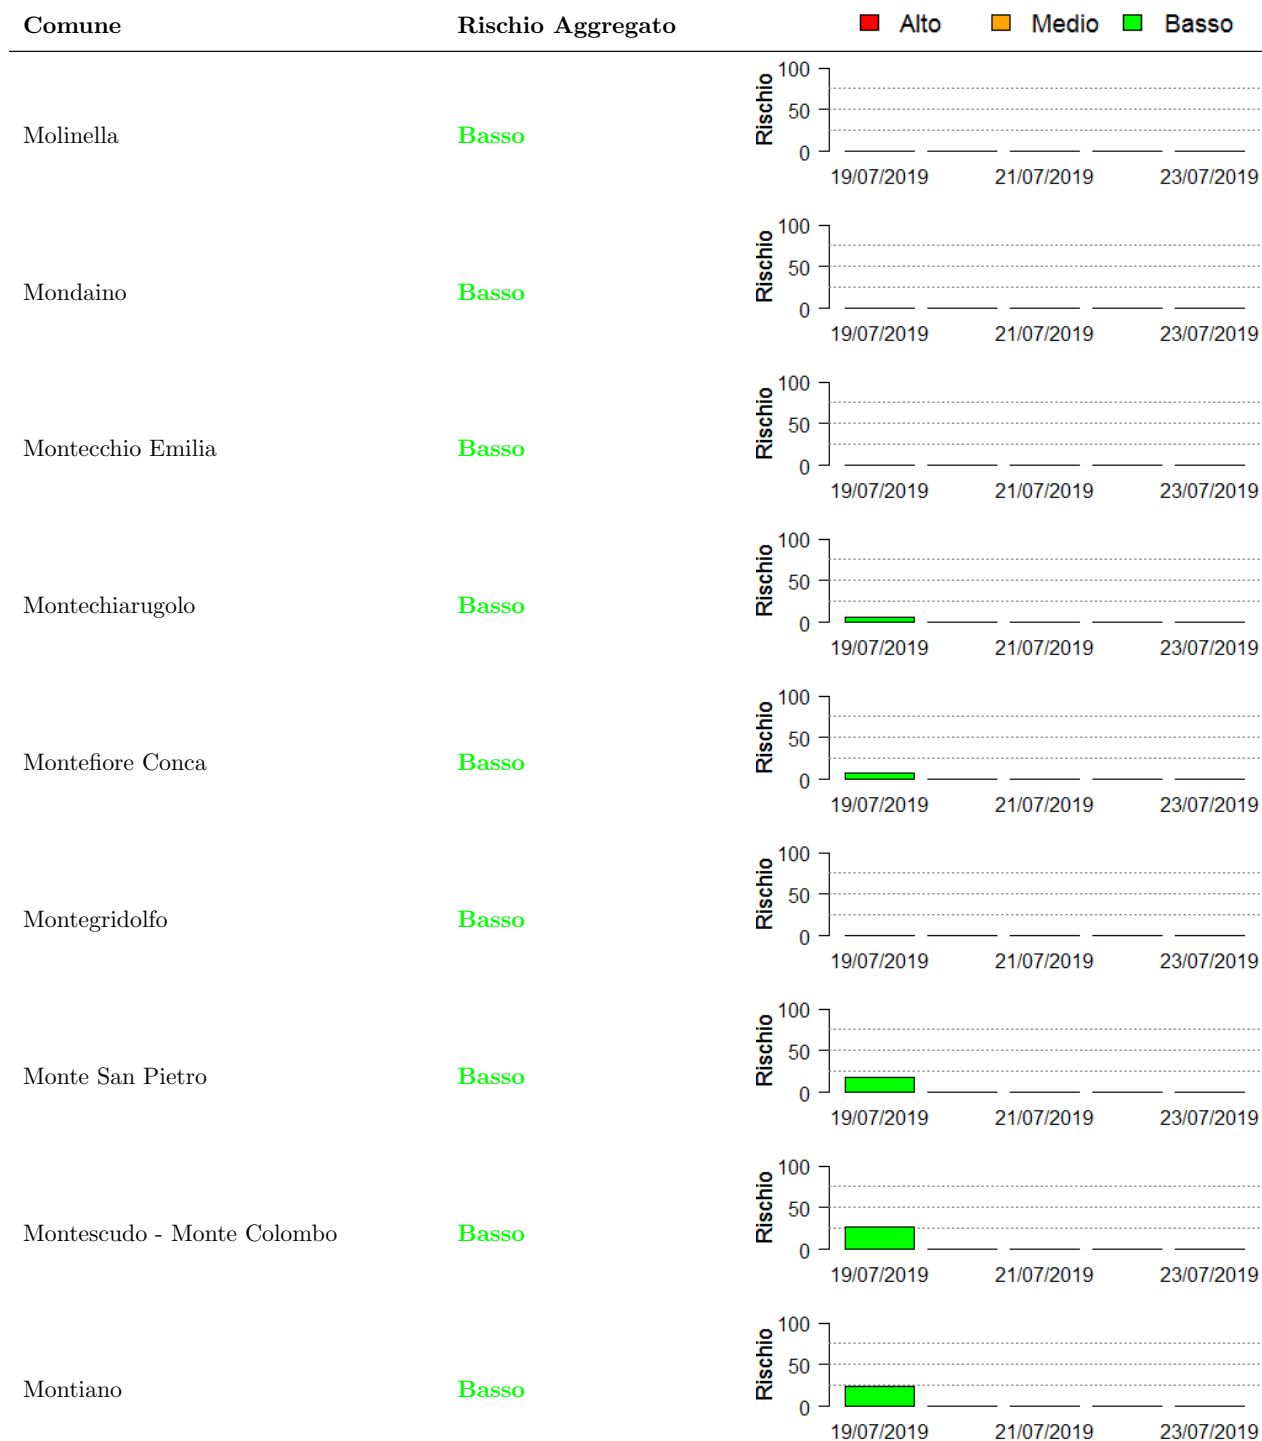 Comune Rischio Aggregato Alto Medio Basso
Molinella Basso Rischio 100 50 0
19/07/2019 21/07/2019 23/07/2019
Mondaino Basso Rischio 100 50 0
19/07/2019 21/07/2019 23/07/2019
Montecchio Emilia Basso Rischio 100 50 0
19/07/2019 21/07/2019 23/07/2019
Montechiarugolo Basso Rischio 100 50 0
19/07/2019 21/07/2019 23/07/2019
Montefiore Conca Basso Rischio 100 50 0
19/07/2019 21/07/2019 23/07/2019
Montegridolfo Basso Rischio 100 50 0
19/07/2019 21/07/2019 23/07/2019
Monte San Pietro Basso Rischio 100 50 0
19/07/2019 21/07/2019 23/07/2019
Montescudo - Monte Colombo Basso Rischio 100 50 0
19/07/2019 21/07/2019 23/07/2019
Montiano Basso Rischio 100 50 0
19/07/2019 21/07/2019 23/07/2019